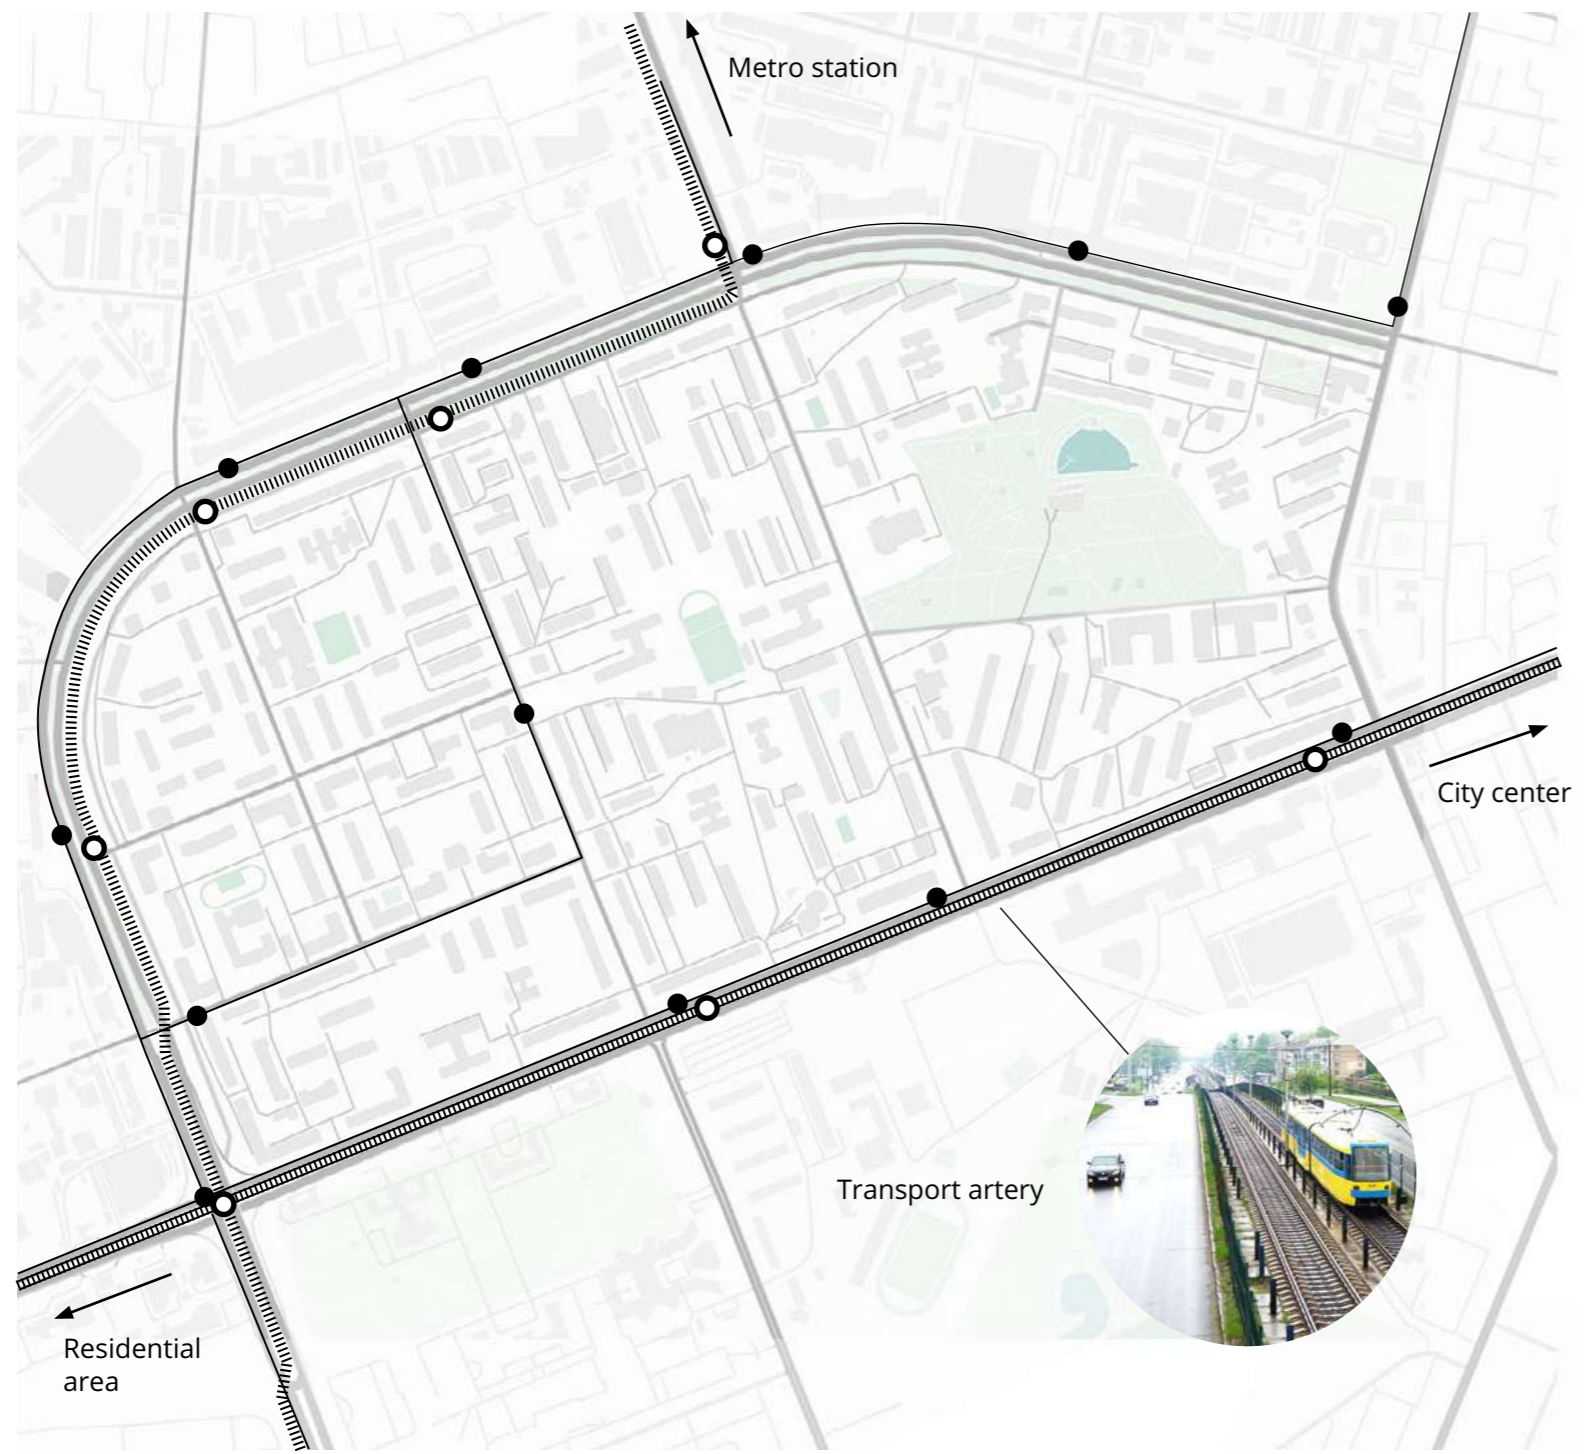 Metro station
City center
Transport artery
Residential
area